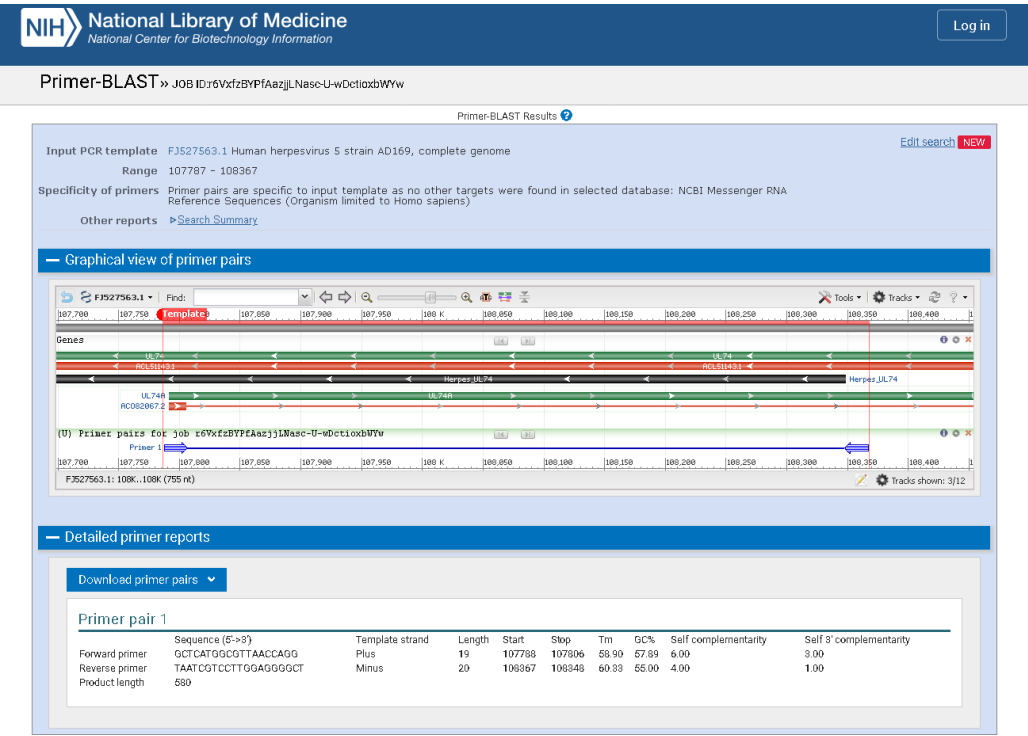 NIH National Library of Medicine
National Center for Biotechnology Information
Log in
Primer-BLAST » JOB ID:r6VxfzBYPfAazjjLNasc-U-wDctioxbWYw
Primer-BLAST Results ?
Edit search NEW
Input PCR template FJ527563.1 Human herpesvirus 5 strain AD169, complete genome
Range 107787 - 108367
Specificity of primers Primer pairs are specific to input template as no other targets were found in selected database: NCBI Messenger RNA
Reference Sequences (Organism limited to Homo sapiens)
Other reports Search Summary
Graphical view of primer pairs
FJ527563.1 Find: Tools Tracks ?
107,700 107,750 Template 107,850 107,900 107,950 108 K 108,050 108,100 108,150 108,200 108,250 108,300 108,350 108,400
Genes
UL74 UL74
ACL51143.1 ACL51143.1
Herpes_UL74 Herpes_UL74
UL74A UL74A
ACO82067.2
(U) Primer pairs for job r6VxfzBYPfAazjjLNasc-U-wDctioxbWYw
Primer 1
107,700 107,750 107,800 107,850 107,900 107,950 108 K 108,050 108,100 108,150 108,200 108,250 108,300 108,350 108,400
FJ527563.1: 108K..108K (755 nt) Tracks shown: 3/12
Detailed primer reports
Download primer pairs
Primer pair 1
Sequence (5'->3') Template strand Length Start Stop Tm GC% Self complementarity Self 3' complementarity
Forward primer GCTCATGGCGTTAACCAGG Plus 19 107788 107806 58.90 57.89 6.00 3.00
Reverse primer TAATCGTCCTTGGAGGGGCT Minus 20 108367 108348 60.33 55.00 4.00 1.00
Product length 580